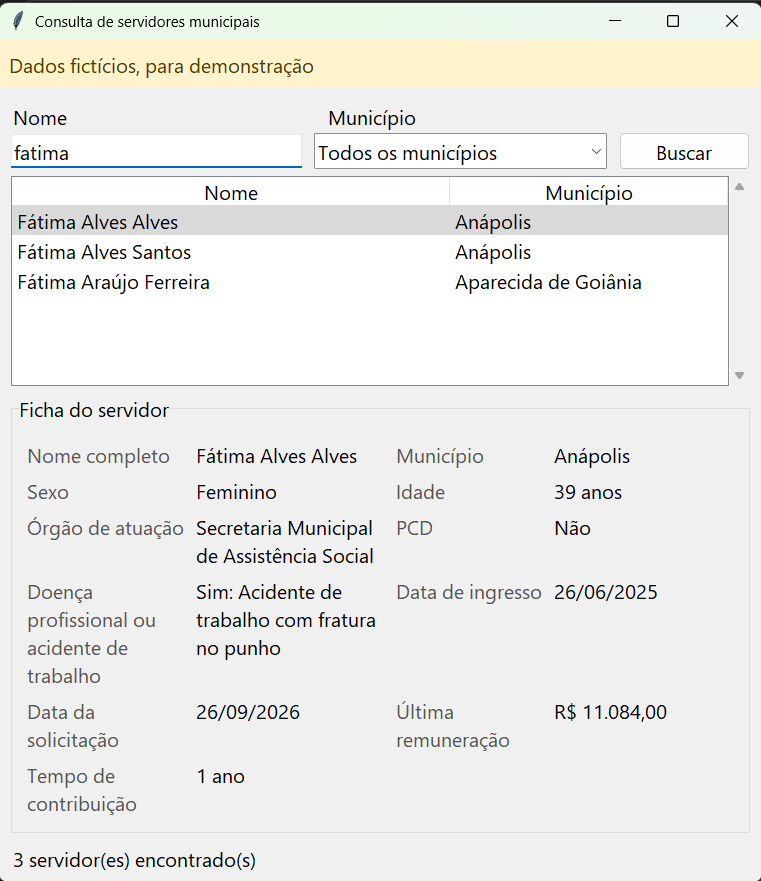 Consulta de servidores municipais
Dados fictícios, para demonstração
Nome Município
fatima Todos os municípios Buscar
Nome Município
Fátima Alves Alves Anápolis
Fátima Alves Santos Anápolis
Fátima Araújo Ferreira Aparecida de Goiânia
Ficha do servidor
Nome completo Fátima Alves Alves Município Anápolis
Sexo Feminino Idade 39 anos
Órgão de atuação Secretaria Municipal PCD Não
de Assistência Social
Doença Sim: Acidente de Data de ingresso 26/06/2025
profissional ou trabalho com fratura
acidente de no punho
trabalho
Data da 26/09/2026 Última R$ 11.084,00
solicitação remuneração
Tempo de 1 ano
contribuição
3 servidor(es) encontrado(s)